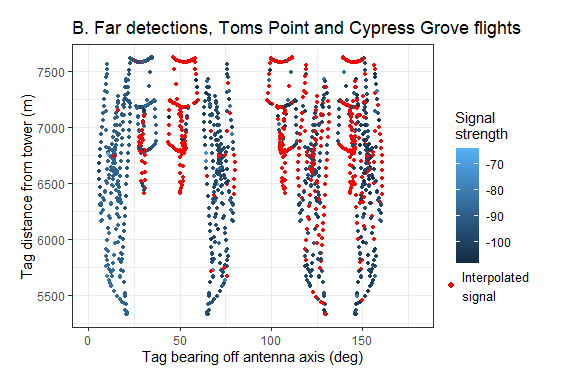 B. Far detections, Toms Point and Cypress Grove flights
Tag distance from tower (m)
7500
7000
6500
6000
5500
0
50
100
150
Tag bearing off antenna axis (deg)
Signal
strength
-70
-80
-90
-100
Interpolated
signal